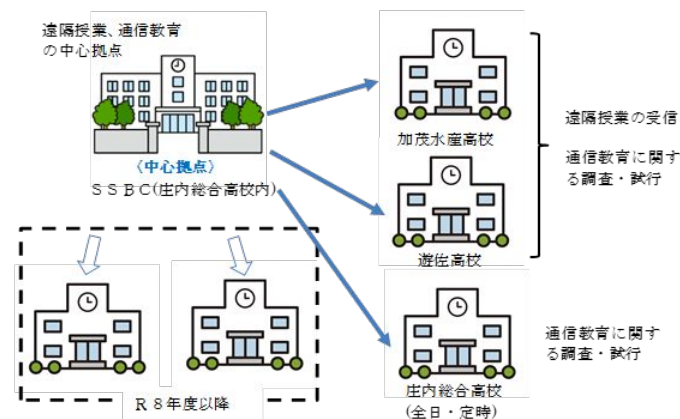 遠隔授業、通信教育
の中心拠点
《中心拠点》
ＳＳＢＣ(庄内総合高校内)
加茂水産高校
遊佐高校
遠隔授業の受信
通信教育に関す
る調査・試行
庄内総合高校
(全日・定時)
通信教育に関す
る調査・試行
Ｒ８年度以降